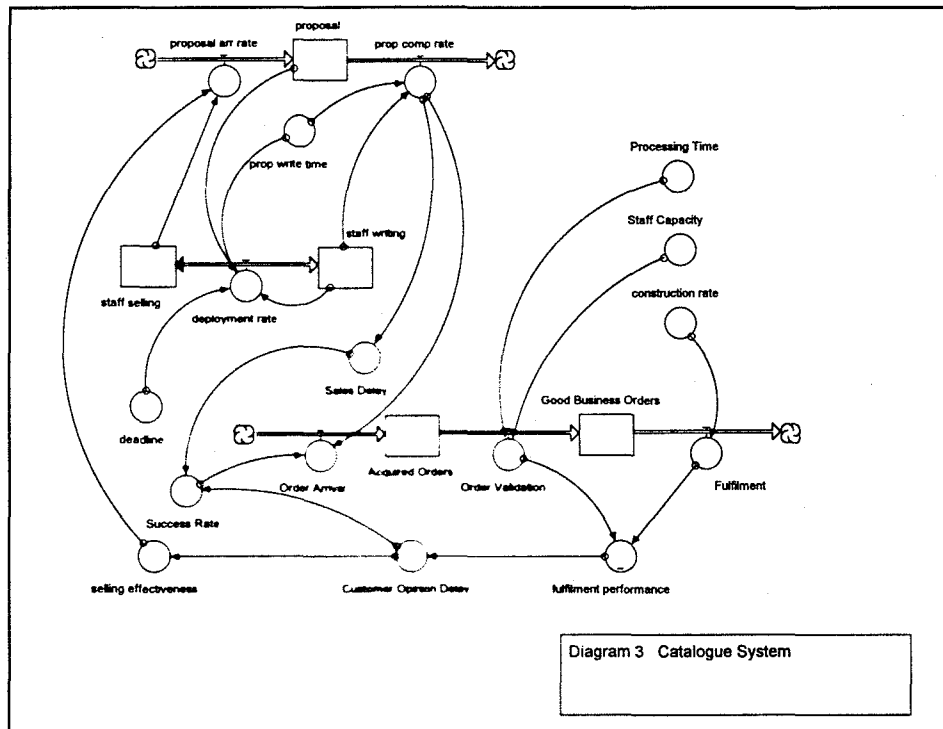 proposal
proposal arr rate
prop comp rate
prop write time
Processing Time
Staff Capacity
staff writing
staff selling
construction rate
deployment rate
Sales Delay
Good Business Orders
deadline
Acquired Orders
Order Arrival
Order Validation
Fulfilment
Success Rate
selling effectiveness
Customer Opinion Delay
fulfilment performance
Diagram 3 Catalogue System